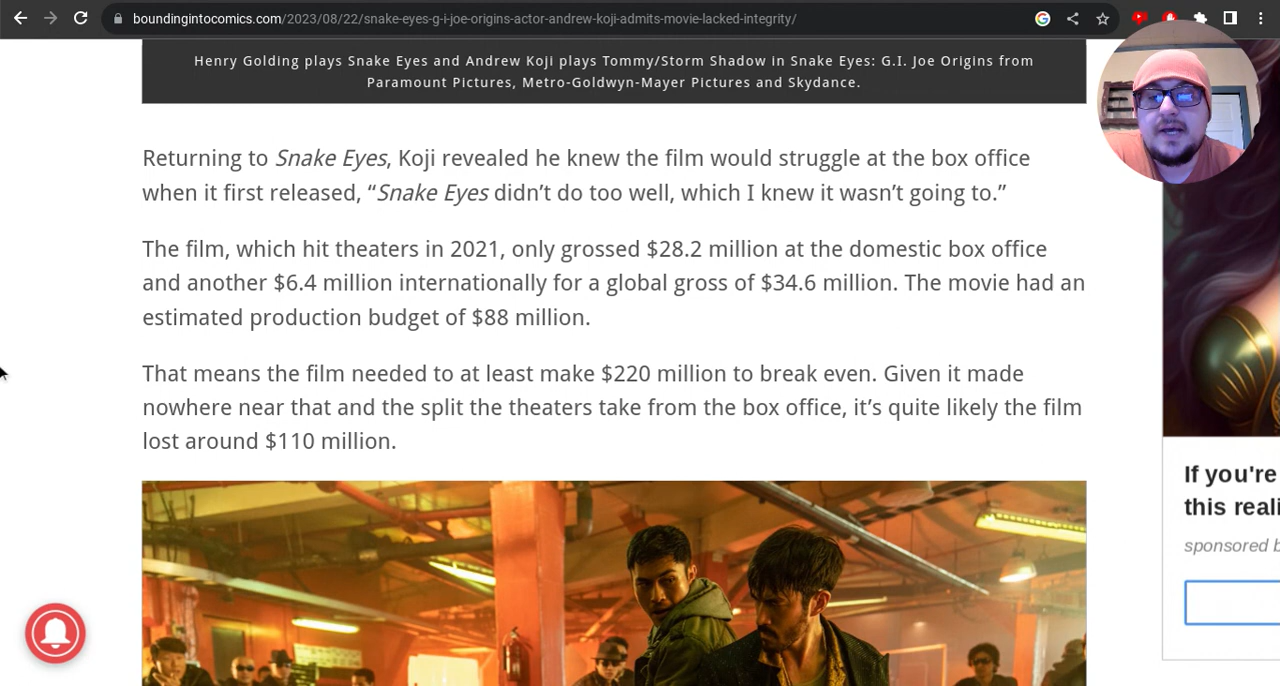 boundingintocomics.com/2023/08/22/snake-eyes-g-i-joe-origins-actor-andrew-koji-admits-movie-lacked-integrity/
Henry Golding plays Snake Eyes and Andrew Koji plays Tommy/Storm Shadow in Snake Eyes: G.I. Joe Origins from
Paramount Pictures, Metro-Goldwyn-Mayer Pictures and Skydance.
Returning to Snake Eyes, Koji revealed he knew the film would struggle at the box office
when it first released, “Snake Eyes didn’t do too well, which I knew it wasn’t going to.”
The film, which hit theaters in 2021, only grossed $28.2 million at the domestic box office
and another $6.4 million internationally for a global gross of $34.6 million. The movie had an
estimated production budget of $88 million.
That means the film needed to at least make $220 million to break even. Given it made
nowhere near that and the split the theaters take from the box office, it’s quite likely the film
lost around $110 million.
If you're
this reali
sponsored b